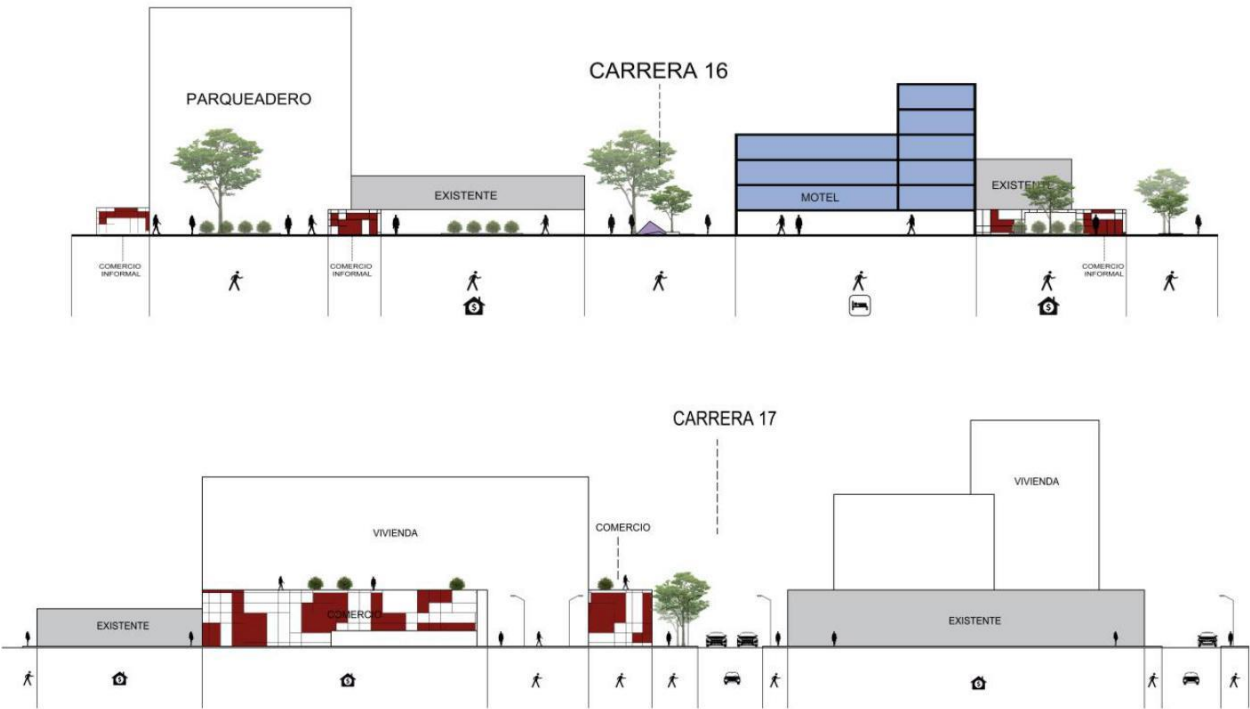 CARRERA 16
PARQUEADERO
EXISTENTE
MOTEL
EXISTENTE
COMERCIO
INFORMAL
COMERCIO
INFORMAL
COMERCIO
INFORMAL
$
$
CARRERA 17
VIVIENDA
COMERCIO
VIVIENDA
EXISTENTE
COMERCIO
EXISTENTE
$
$
$